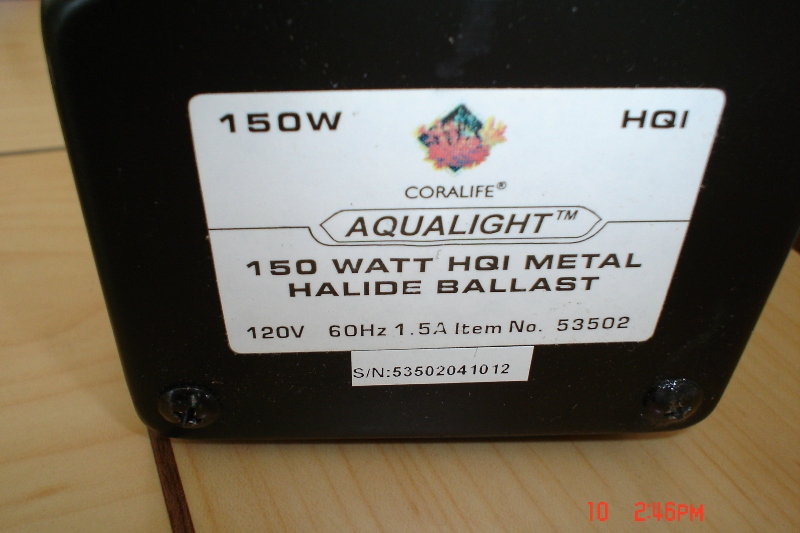 150W HQI
CORALIFE®
AQUALIGHT™
150 WATT HQI METAL
HALIDE BALLAST
120V 60Hz 1.5A Item No. 53502
S/N:53502041012
10 2:46PM